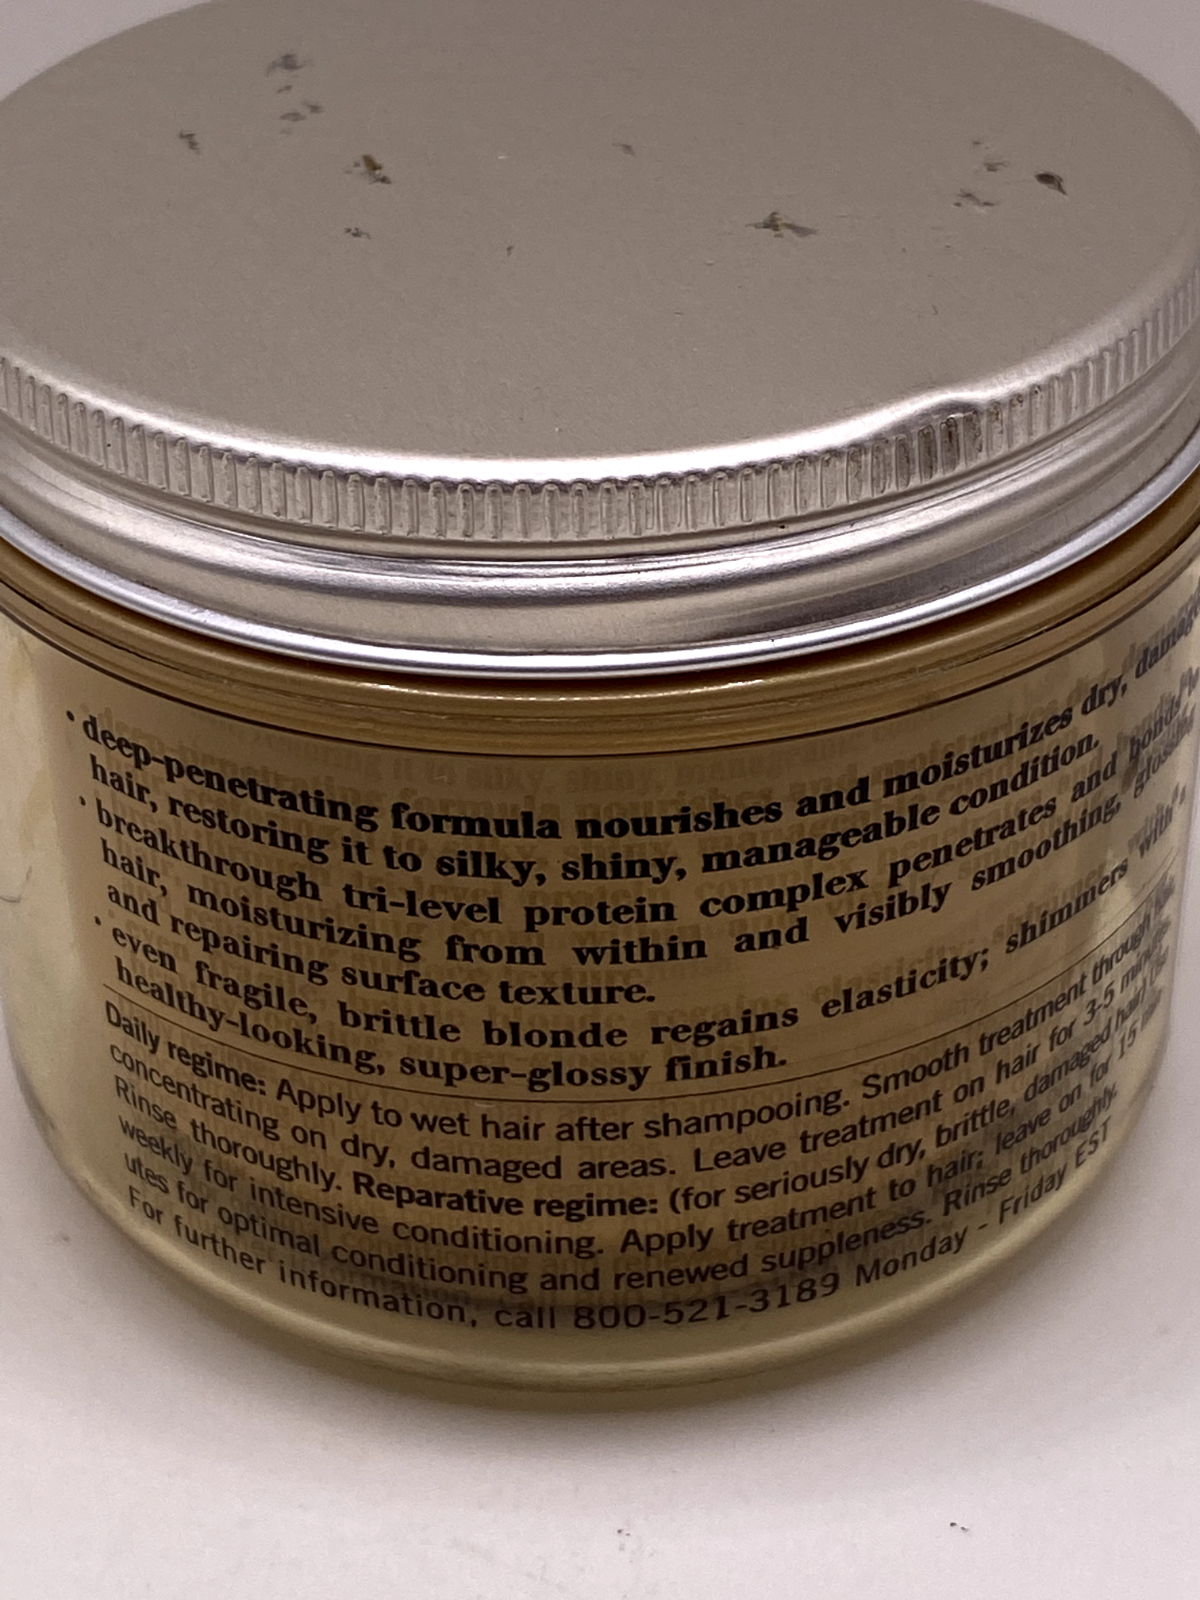 • deep-penetrating formula nourishes and moisturizes dry,
hair, restoring it to silky, shiny, manageable condition.
• breakthrough tri-level protein complex penetrates and bonds
hair, moisturizing from within and visibly smoothing,
and repairing surface texture.
• even fragile, brittle blonde regains elasticity; shimmers with
healthy-looking, super-glossy finish.
Daily regime: Apply to wet hair after shampooing. Smooth treatment through
concentrating on dry, damaged areas. Leave treatment on hair for 3-5
Rinse thoroughly. Reparative regime: (for seriously dry, brittle, damaged hair)
weekly for intensive conditioning. Apply treatment to hair; leave on for 15
utes for optimal conditioning and renewed suppleness. Rinse thoroughly.
For further information, call 800-521-3189 Monday - Friday EST